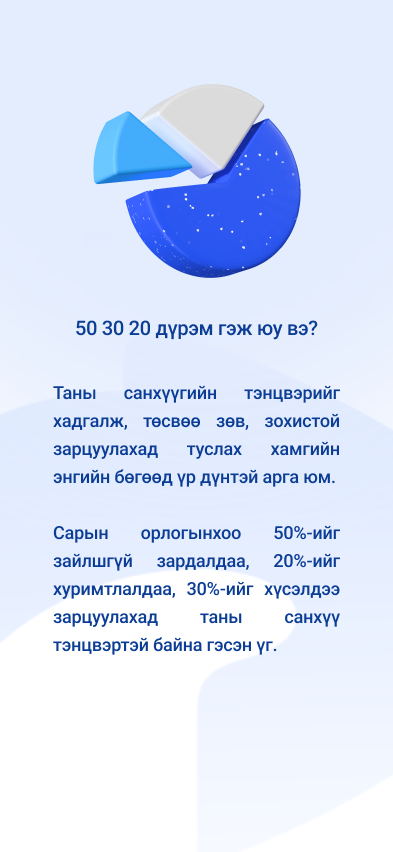 50 30 20 дүрэм гэж юу вэ?
Таны санхүүгийн тэнцвэрийг
хадгалж, төсвөө зөв, зохистой
зарцуулахад туслах хамгийн
энгийн бөгөөд үр дүнтэй арга юм.
Сарын орлогынхоо 50%-ийг
зайлшгүй зардалдаа, 20%-ийг
хуримтлалдаа, 30%-ийг хүсэлдээ
зарцуулахад таны санхүү
тэнцвэртэй байна гэсэн үг.